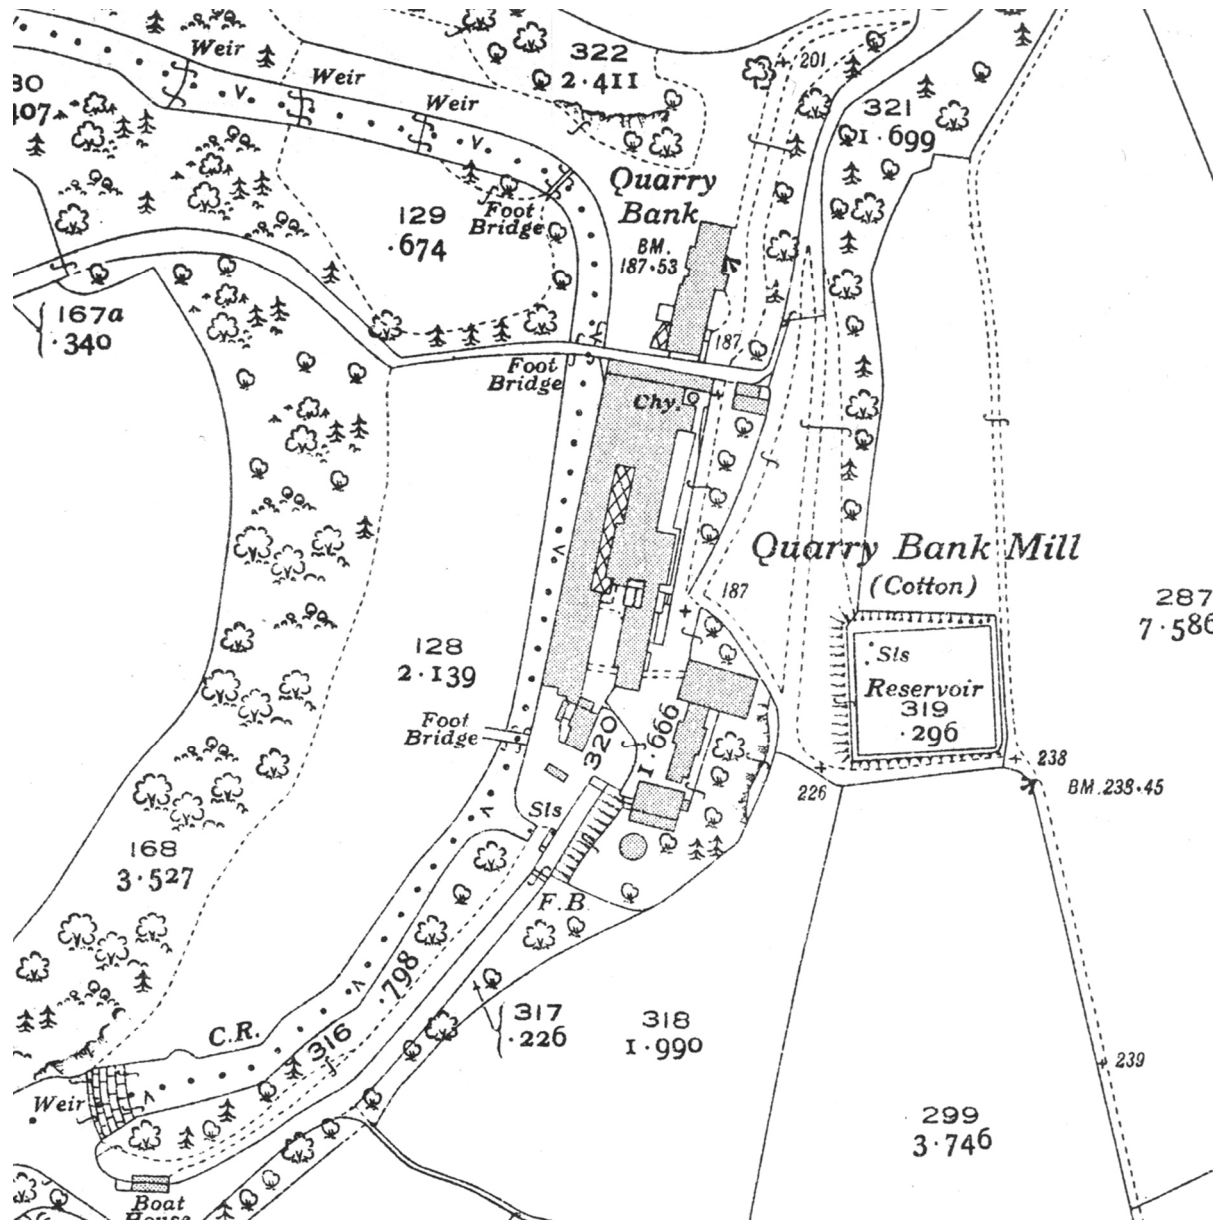 Weir
Weir
Weir
322
2·411
201
321
1·699
80
407
Quarry
Bank
BM.
187·53
129
·674
Foot
Bridge
167a
·340
187
Foot
Bridge
Chy.
Quarry Bank Mill
(Cotton)
187
287
7·586
128
2·139
Sls
Reservoir
319
·296
Foot
Bridge
320
1·666
238
BM.238·45
226
Sls
168
3·527
F.B.
·798
316
317
·226
318
1·990
C.R.
239
Weir
299
3·746
Boat
House